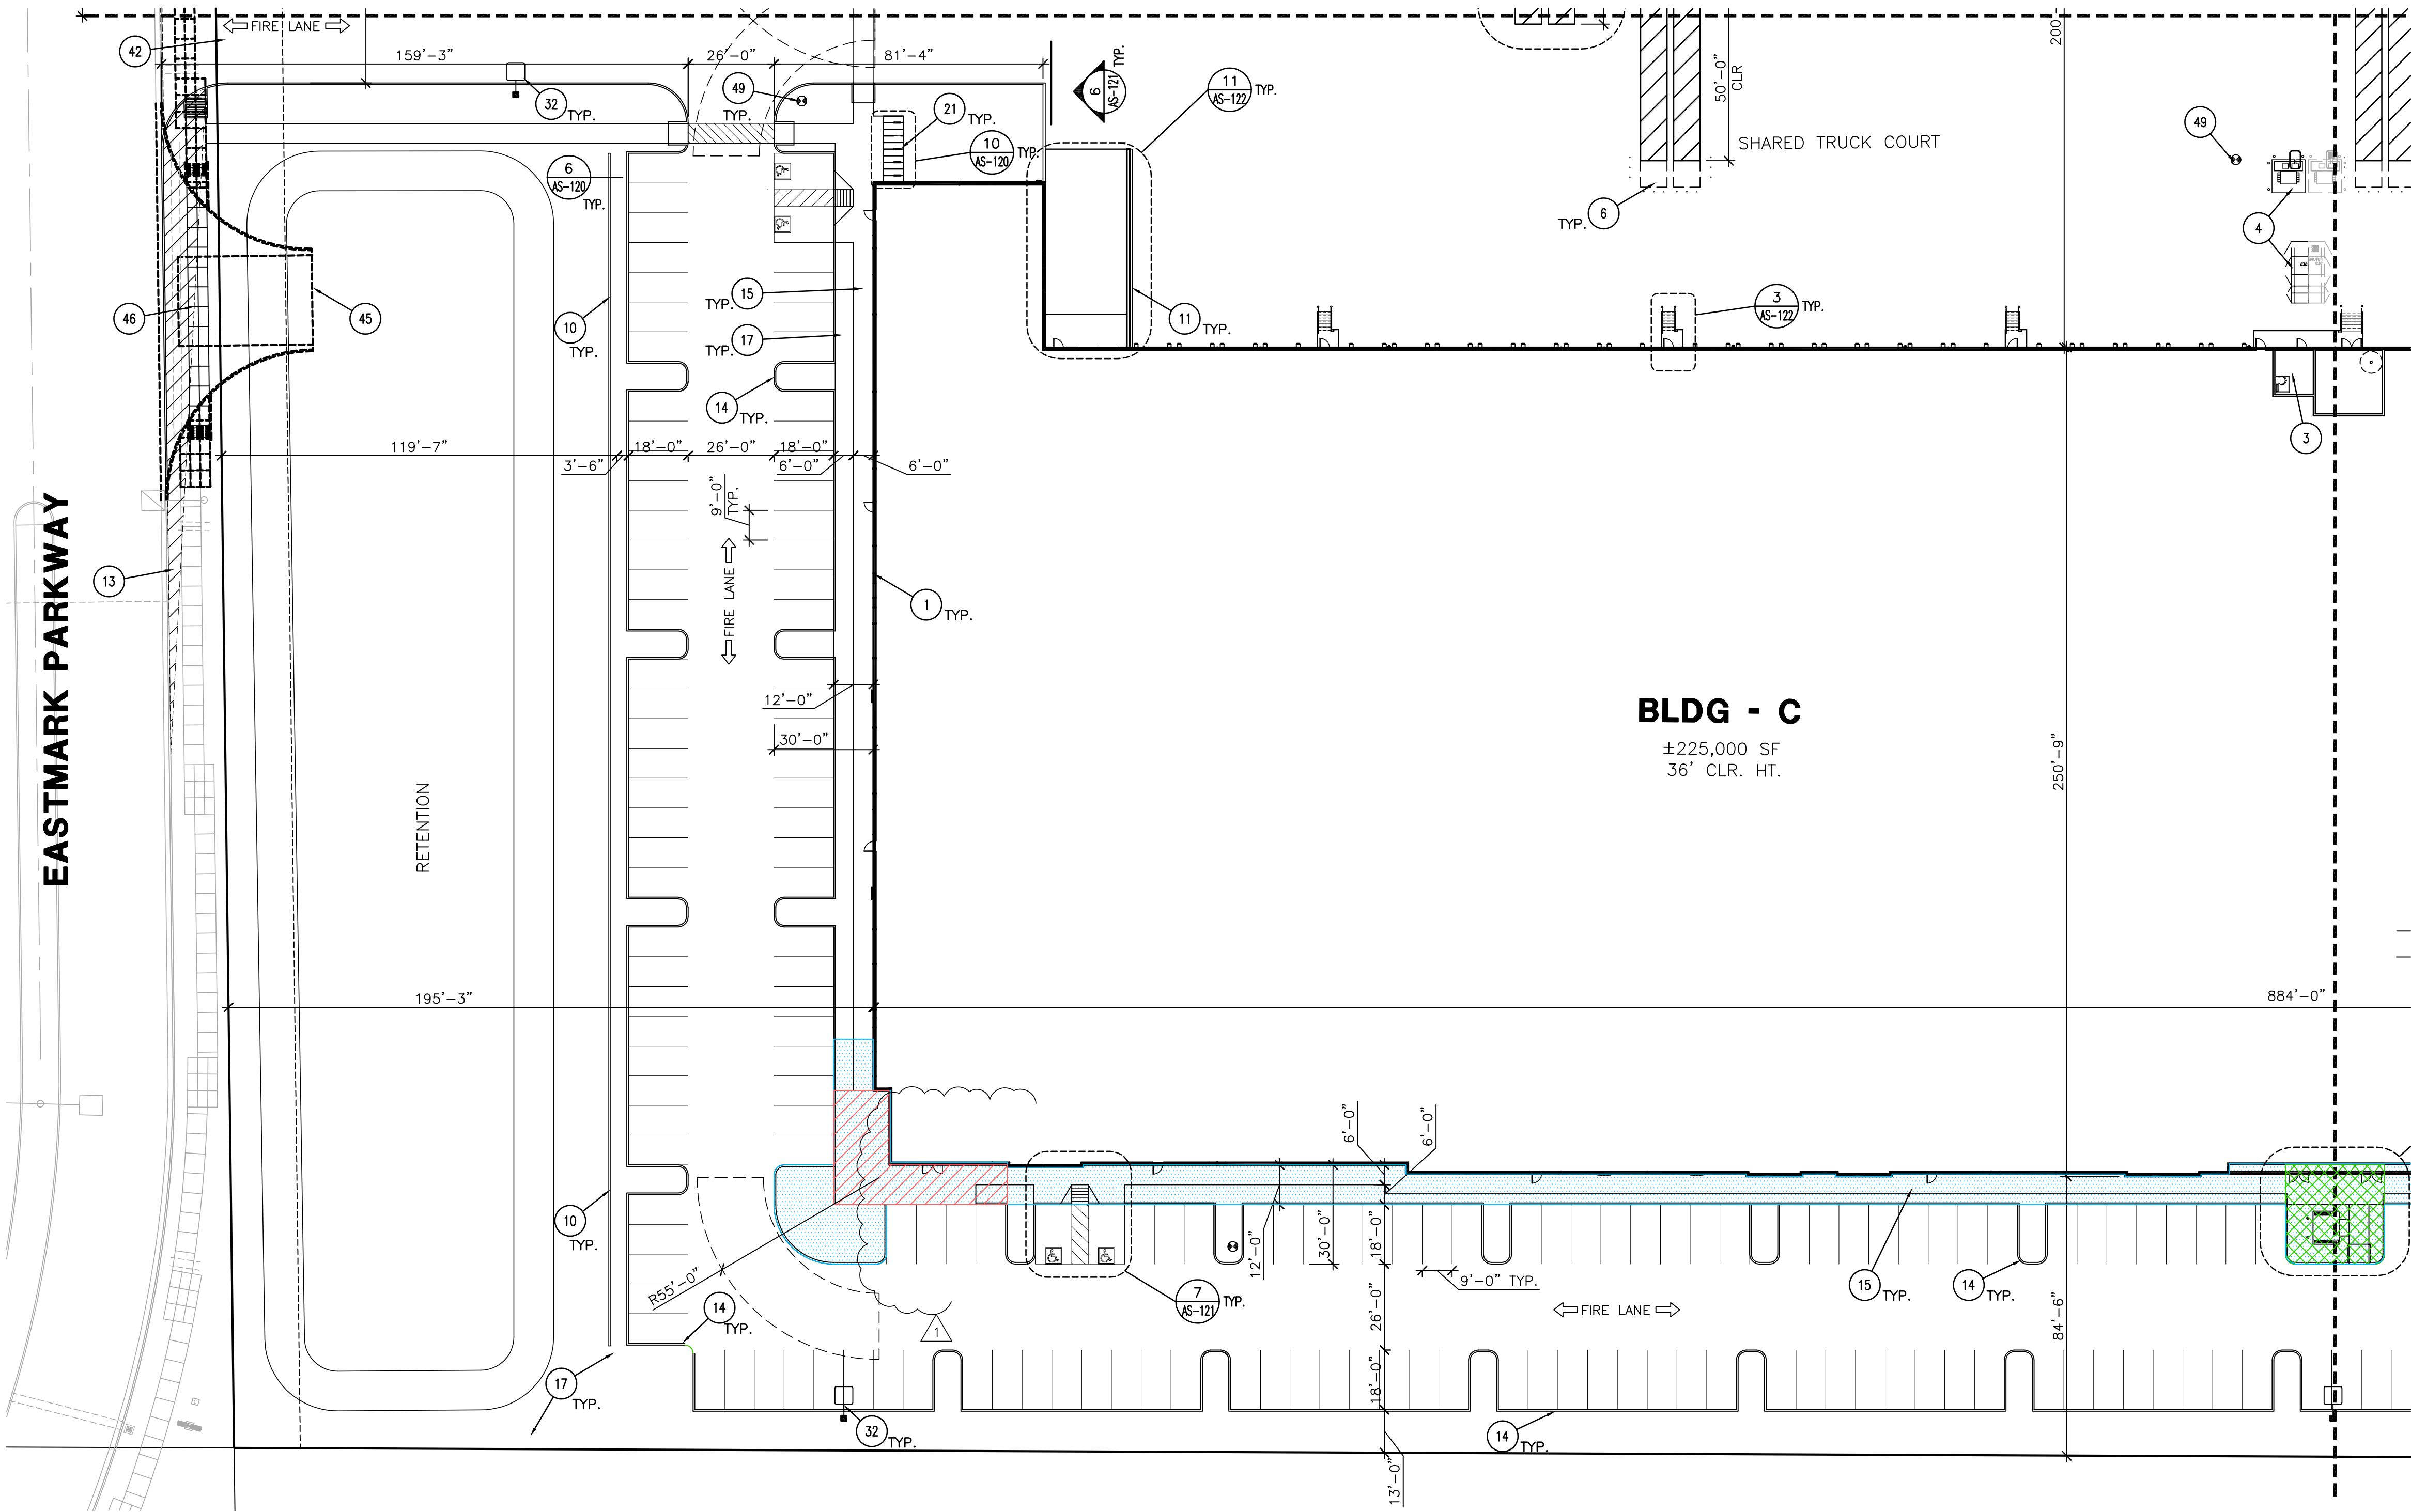 FIRE LANE
42
159'-3"
26'-0"
81'-4"
200'-
32
TYP.
49
TYP.
21
TYP.
10
AS-120
TYP.
6
AS-121
TYP.
11
AS-122
TYP.
50'-0"
CLR
SHARED TRUCK COURT
49
6
AS-120
TYP.
TYP.
6
4
46
45
10
TYP.
TYP.
15
TYP.
17
11
TYP.
3
AS-122
TYP.
14
TYP.
3
119'-7"
3'-6"
18'-0"
26'-0"
18'-0"
6'-0"
6'-0"
9'-0"
TYP.
EASTMARK PARKWAY
13
FIRE LANE
1
TYP.
12'-0"
30'-0"
BLDG - C
±225,000 SF
36' CLR. HT.
250'-9"
RETENTION
195'-3"
884'-0"
6'-0"
6'-0"
10
TYP.
R55'-0"
14
TYP.
1
7
AS-121
TYP.
12'-0"
30'-0"
18'-0"
9'-0" TYP.
26'-0"
FIRE LANE
15
TYP.
14
TYP.
84'-6"
17
TYP.
32
TYP.
18'-0"
14
TYP.
13'-0"